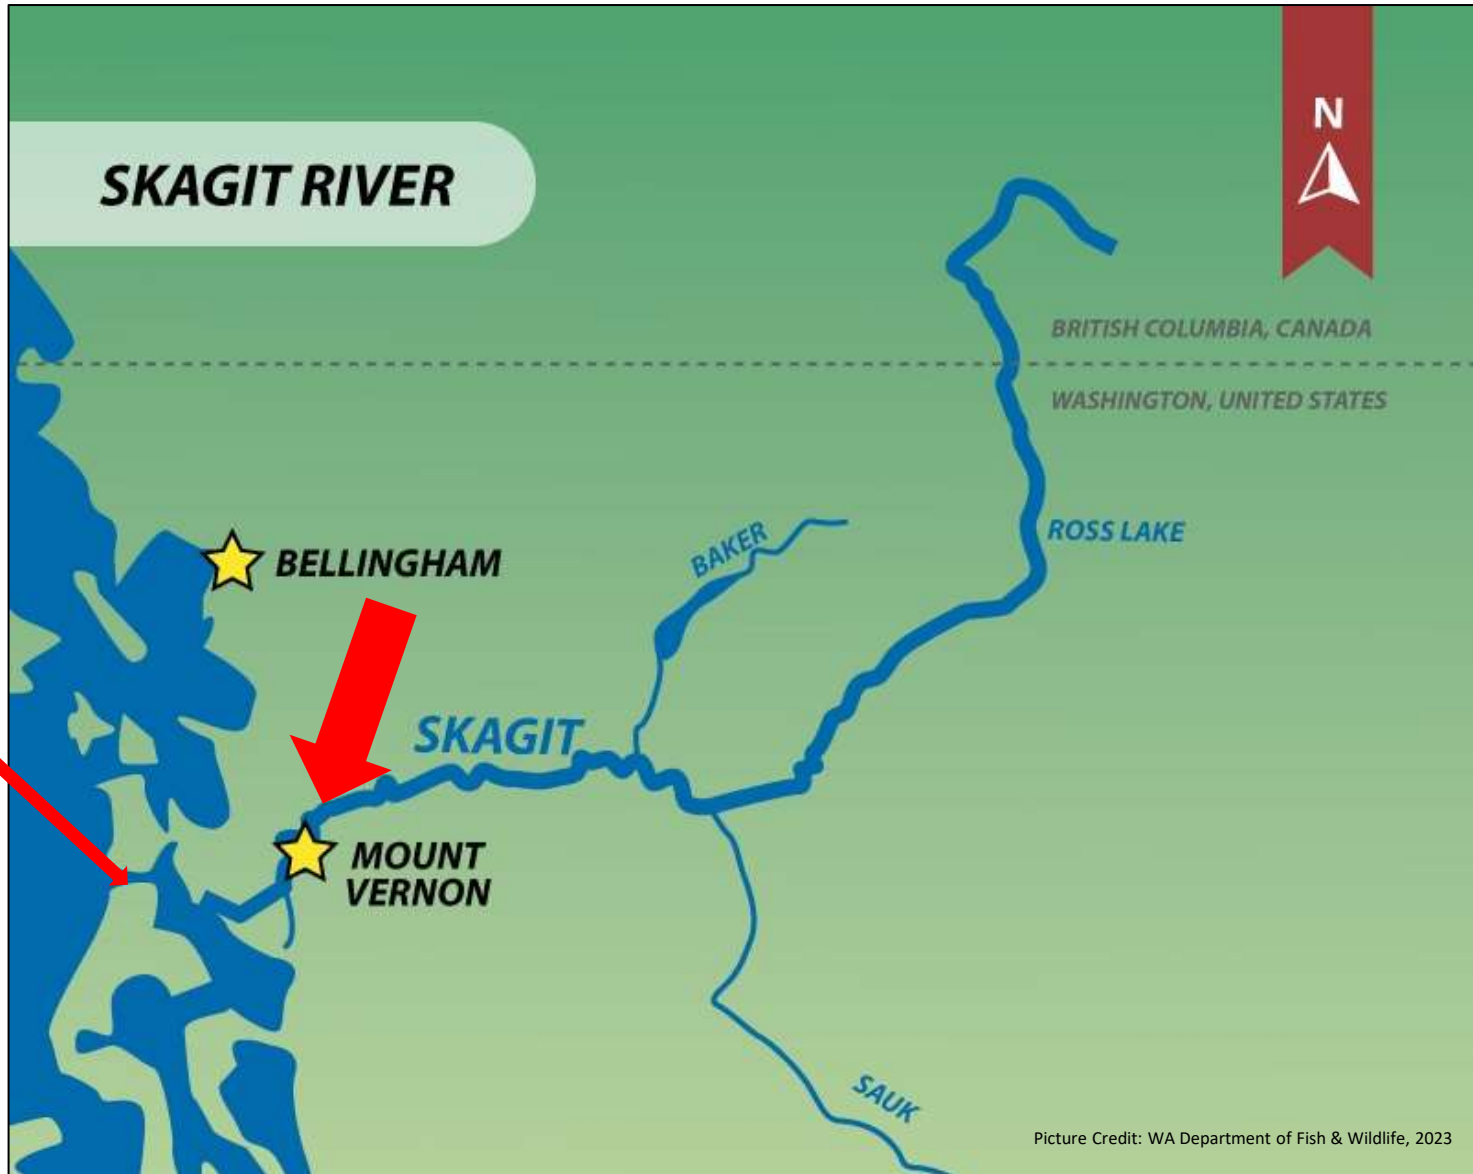 SKAGIT RIVER
N
BRITISH COLUMBIA, CANADA
WASHINGTON, UNITED STATES
BAKER
ROSS LAKE
BELLINGHAM
SKAGIT
MOUNT
VERNON
SAUK
Picture Credit: WA Department of Fish & Wildlife, 2023